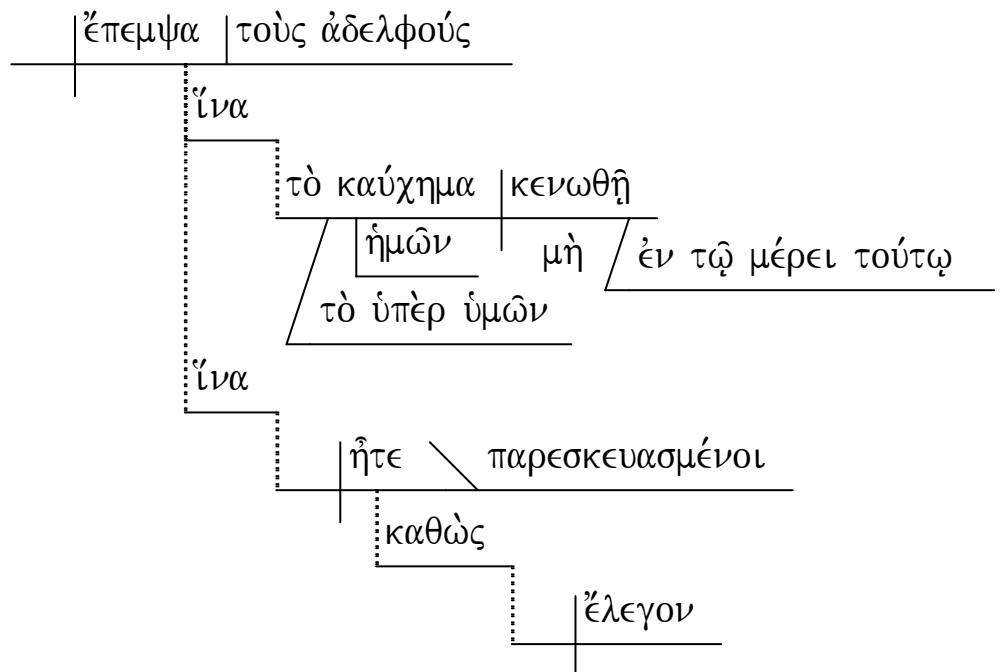 ἔπεμψα τοὺς ἀδελφούς
ἵνα
τὸ καύχημα κενωθῇ
ἡμῶν μὴ ἐν τῷ μέρει τούτῳ
τὸ ὑπὲρ ὑμῶν
ἵνα
ἦτε παρεσκευασμένοι
καθὼς
ἔλεγον